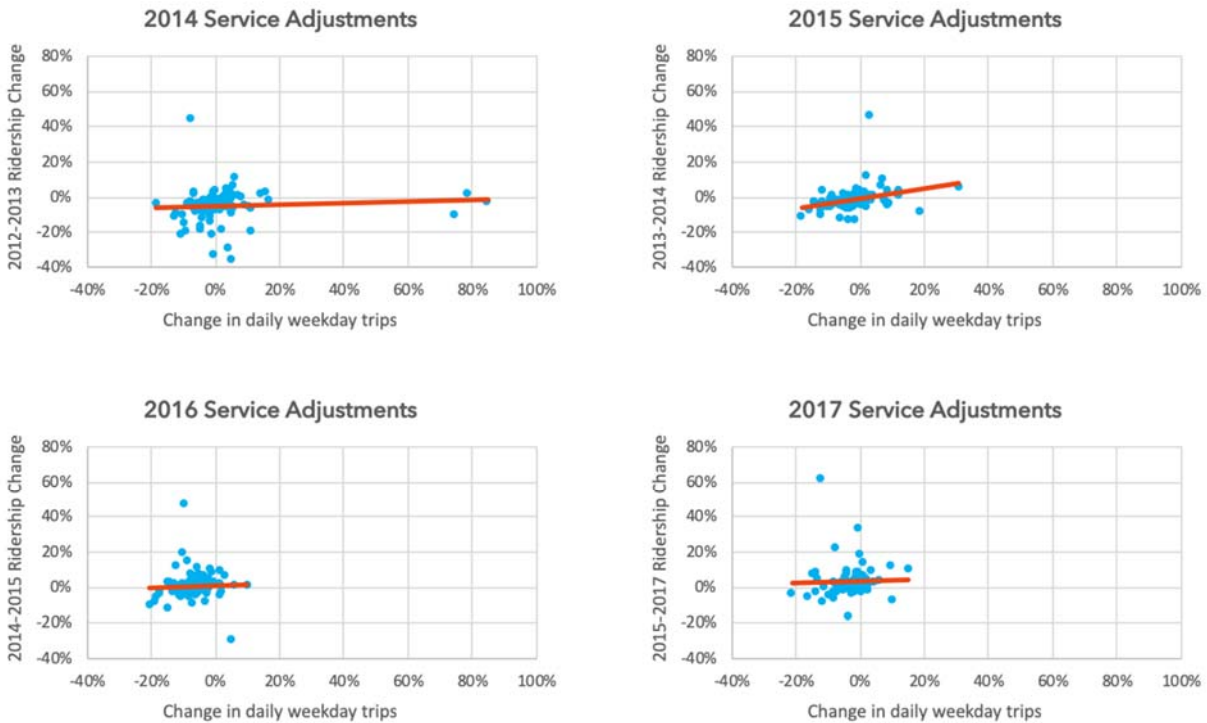 2014 Service Adjustments
2012-2013 Ridership Change
80%
60%
40%
20%
0%
-20%
-40%
-40% -20% 0% 20% 40% 60% 80% 100%
Change in daily weekday trips
2015 Service Adjustments
2013-2014 Ridership Change
80%
60%
40%
20%
0%
-20%
-40%
-40% -20% 0% 20% 40% 60% 80% 100%
Change in daily weekday trips
2016 Service Adjustments
2014-2015 Ridership Change
80%
60%
40%
20%
0%
-20%
-40%
-40% -20% 0% 20% 40% 60% 80% 100%
Change in daily weekday trips
2017 Service Adjustments
2015-2017 Ridership Change
80%
60%
40%
20%
0%
-20%
-40%
-40% -20% 0% 20% 40% 60% 80% 100%
Change in daily weekday trips